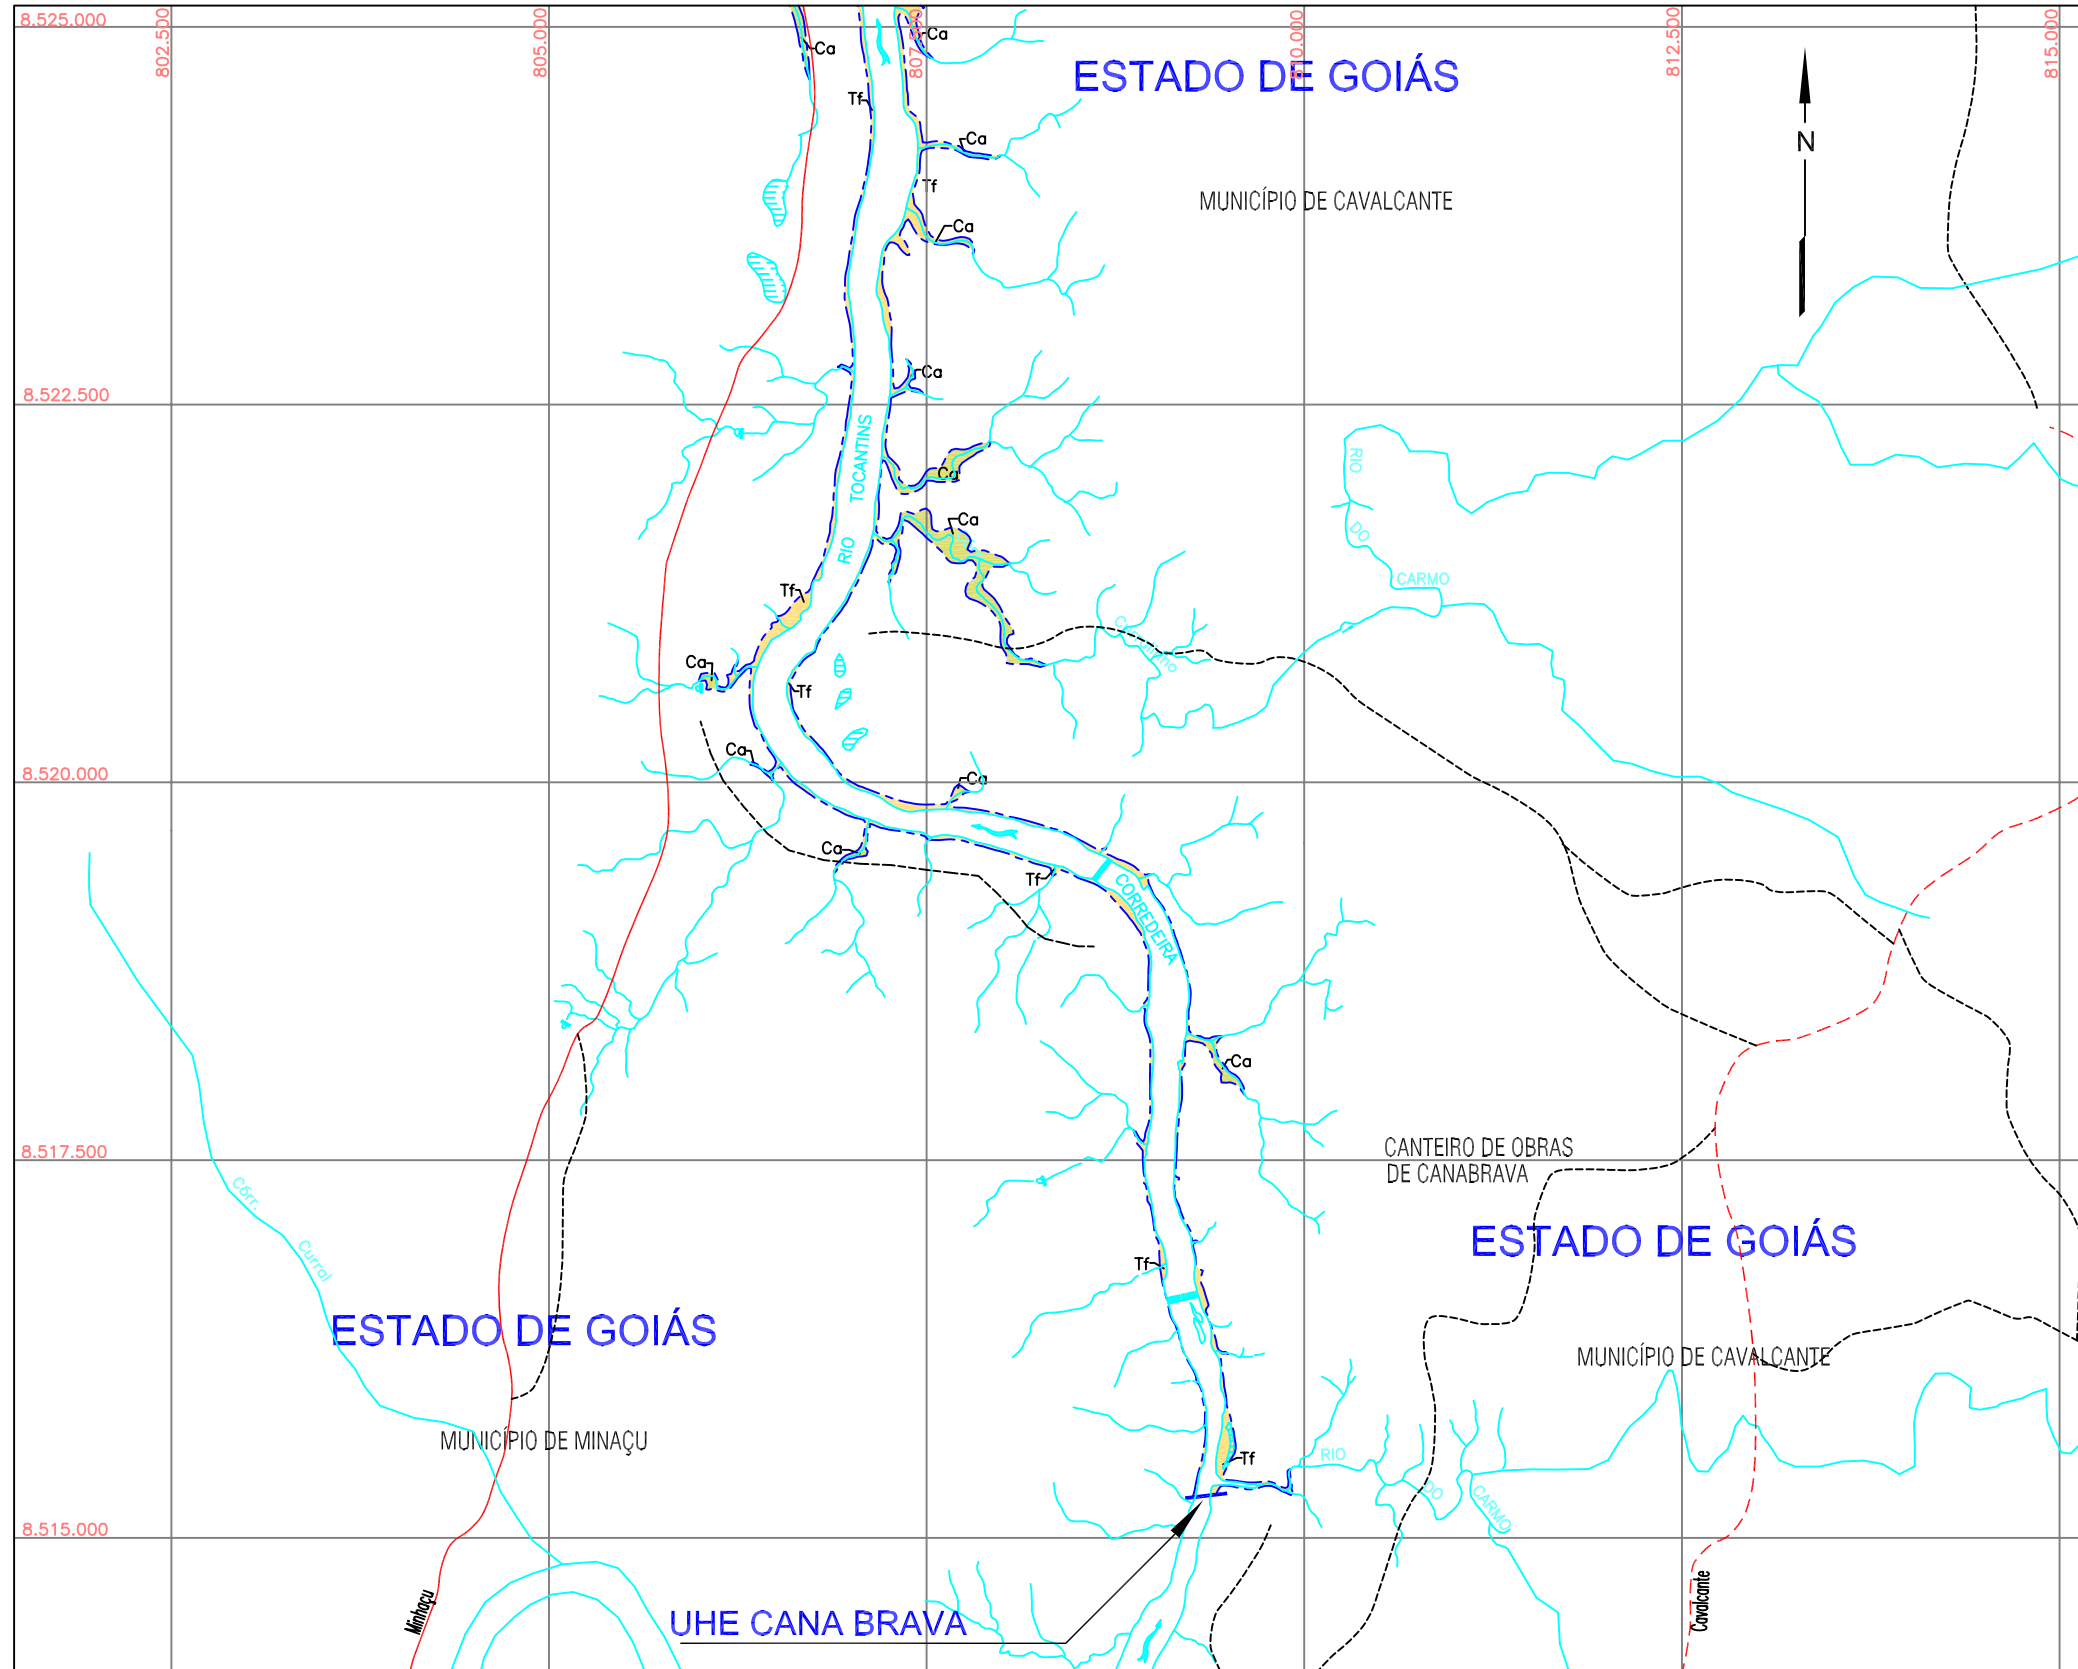 8.525.000
802.500
805.000
810.000
812.500
815.000
Ca
Ca
ESTADO DE GOIÁS
Tf
Ca
N
Tf
MUNICÍPIO DE CAVALCANTE
Ca
Ca
8.522.500
RIO TOCANTINS
Ca
RIO
DO
CARMO
Ca
Tf
Ca
Tf
Ca
8.520.000
Ca
Ca
Tf
CORREDEIRA
Ca
CANTEIRO DE OBRAS
DE CANABRAVA
8.517.500
Córr.
Curral
ESTADO DE GOIÁS
Tf
ESTADO DE GOIÁS
MUNICÍPIO DE CAVALCANTE
MUNICÍPIO DE MINAÇU
Tf
RIO
DO
CARMO
8.515.000
Minhaçu
Cavalcante
UHE CANA BRAVA